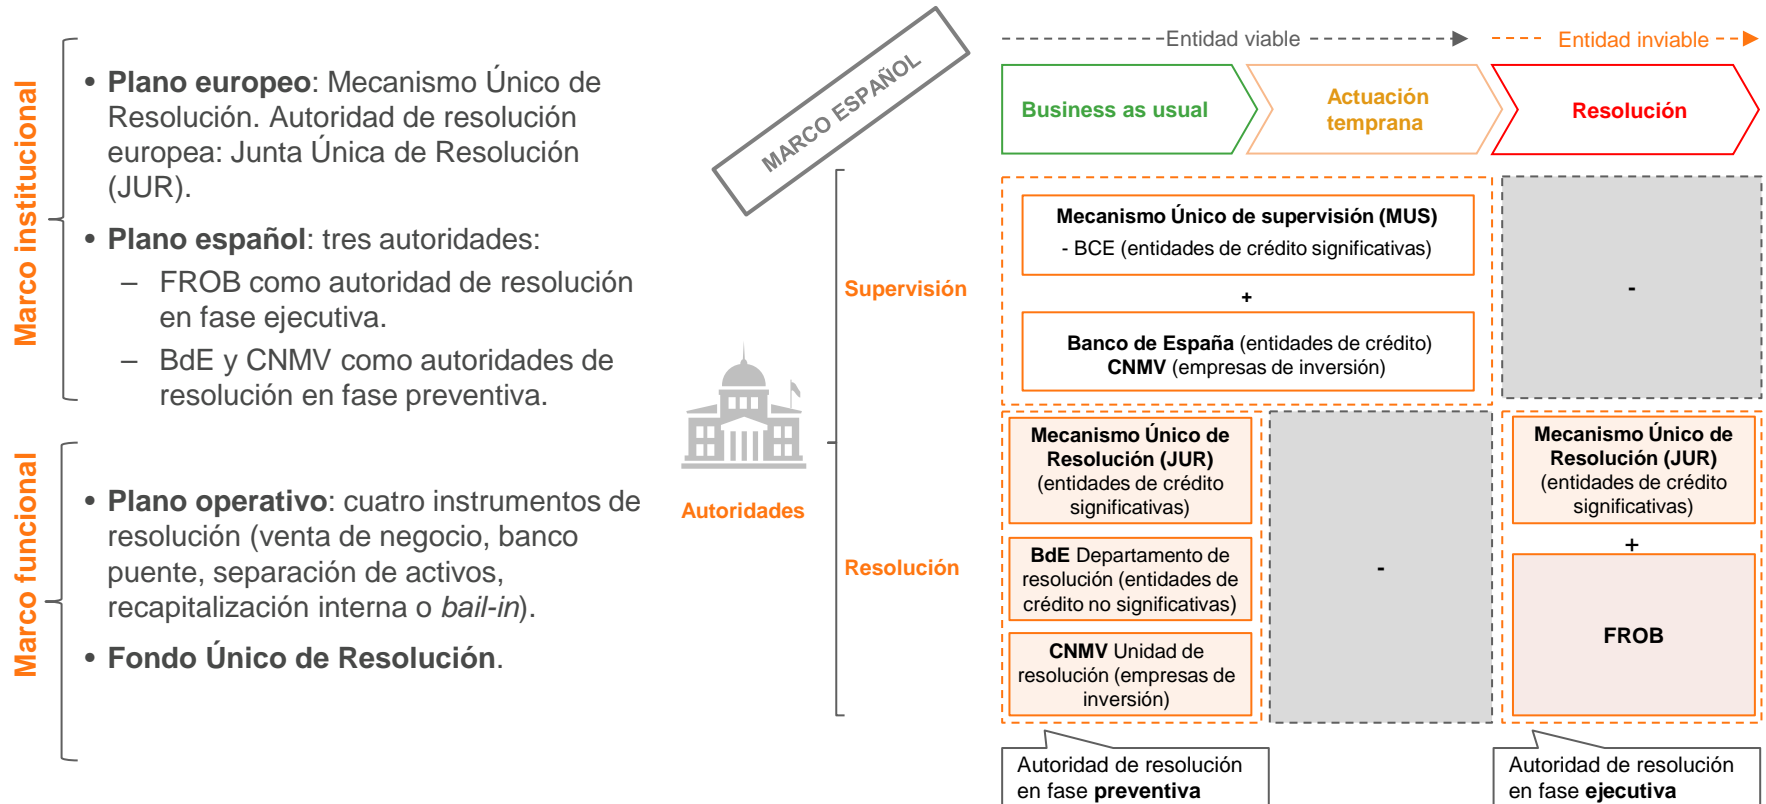 Marco institucional
• Plano europeo: Mecanismo Único de
Resolución. Autoridad de resolución
europea: Junta Única de Resolución
(JUR).
• Plano español: tres autoridades:
– FROB como autoridad de resolución
en fase ejecutiva.
– BdE y CNMV como autoridades de
resolución en fase preventiva.
Marco funcional
• Plano operativo: cuatro instrumentos de
resolución (venta de negocio, banco
puente, separación de activos,
recapitalización interna o bail-in).
• Fondo Único de Resolución.
MARCO ESPAÑOL
Entidad viable
Entidad inviable
Business as usual
Actuación
temprana
Resolución
Autoridades
Supervisión
Mecanismo Único de supervisión (MUS)
- BCE (entidades de crédito significativas)
+
Banco de España (entidades de crédito)
CNMV (empresas de inversión)
-
Resolución
Mecanismo Único de
Resolución (JUR)
(entidades de crédito
significativas)
BdE Departamento de
resolución (entidades de
crédito no significativas)
CNMV Unidad de
resolución (empresas de
inversión)
-
Mecanismo Único de
Resolución (JUR)
(entidades de crédito
significativas)
+
FROB
Autoridad de resolución
en fase preventiva
Autoridad de resolución
en fase ejecutiva